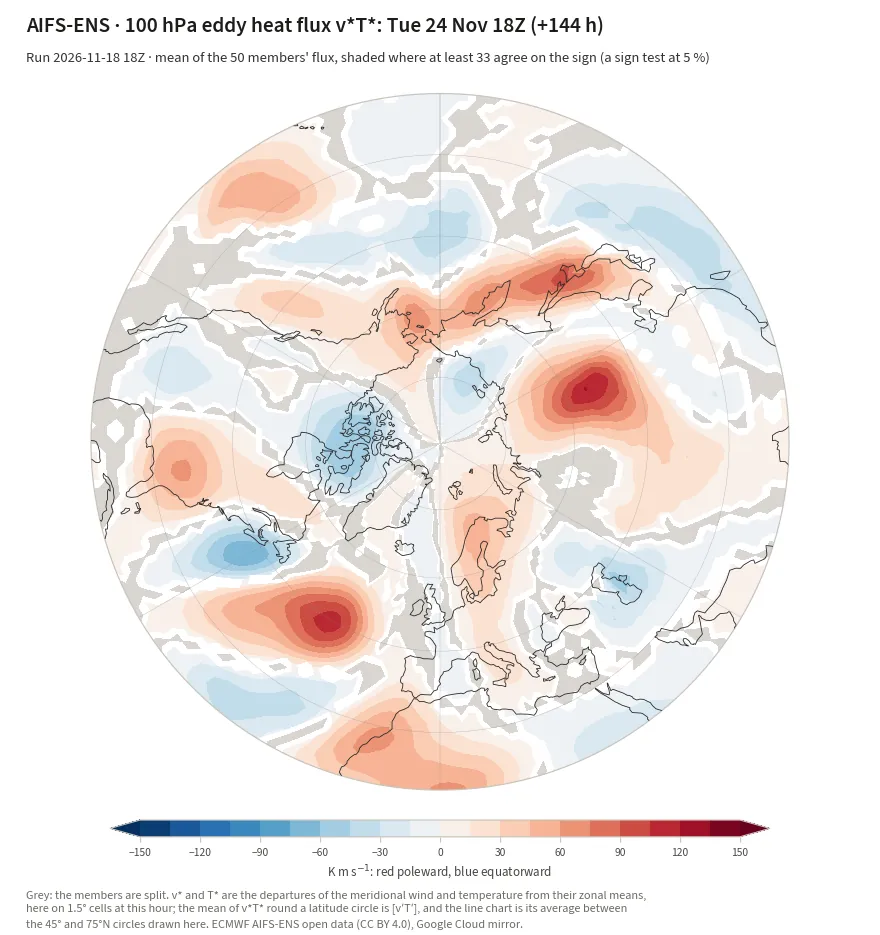 AIFS-ENS · 100 hPa eddy heat flux v*T*: Tue 24 Nov 18Z (+144 h)
Run 2026-11-18 18Z · mean of the 50 members' flux, shaded where at least 33 agree on the sign (a sign test at 5 %)
−150 −120 −90 −60 −30 0 30 60 90 120 150
K m s⁻¹: red poleward, blue equatorward
Grey: the members are split. v* and T* are the departures of the meridional wind and temperature from their zonal means,
here on 1.5° cells at this hour; the mean of v*T* round a latitude circle is [v'T'], and the line chart is its average between
the 45° and 75°N circles drawn here. ECMWF AIFS-ENS open data (CC BY 4.0), Google Cloud mirror.